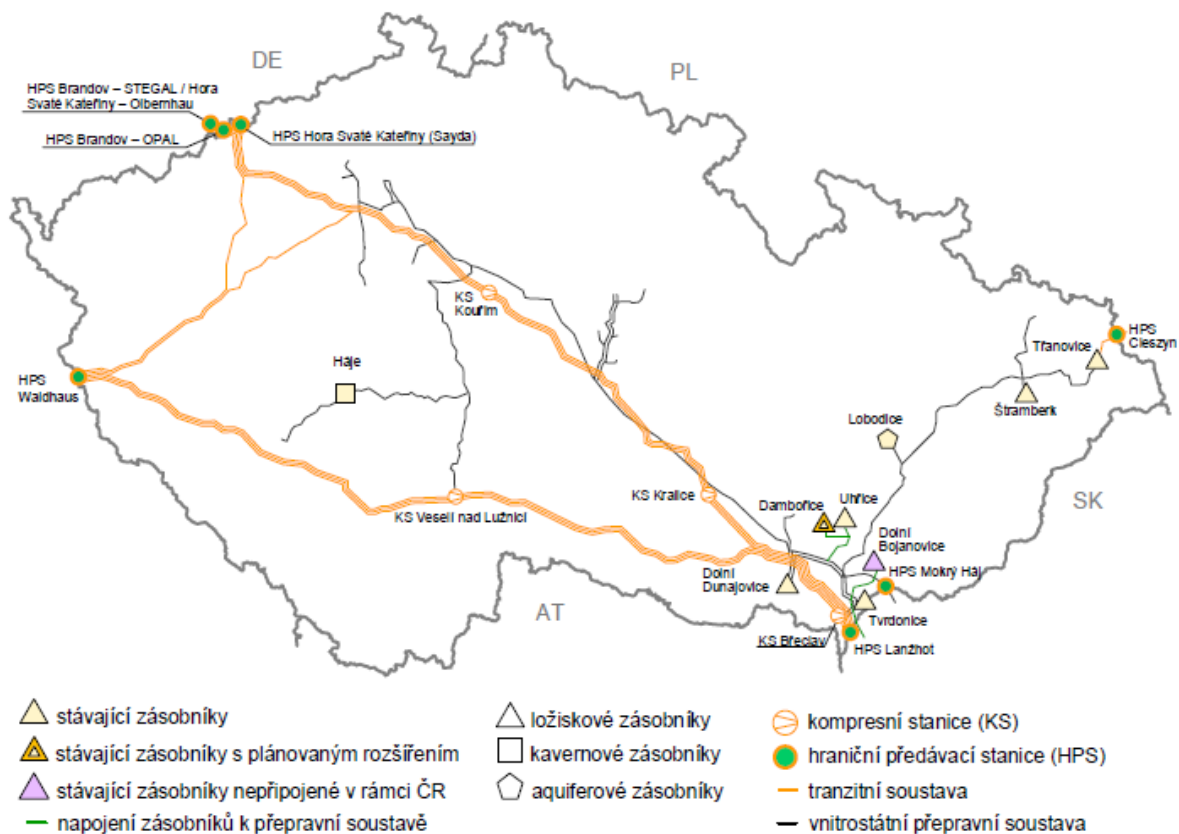 DE
PL
HPS Brandov – STEGAL / Hora
Svaté Kateřiny – Olbernhau
HPS Brandov – OPAL
HPS Hora Svaté Kateřiny (Sayda)
KS
Kouřim
HPS
Cieszyn
Třanovice
Háje
HPS
Waidhaus
Štramberk
Lobodice
KS Kralice
Dambořice
Uhřice
SK
KS Veselí nad Lužnicí
Dolní
Bojanovice
HPS Mokrý Háj
Dolní
Dunajovice
Tvrdonice
AT
KS Břeclav
HPS Lanžhot
stávající zásobníky
ložiskové zásobníky
kompresní stanice (KS)
stávající zásobníky s plánovaným rozšířením
kavernové zásobníky
hraniční předávací stanice (HPS)
stávající zásobníky nepřipojené v rámci ČR
aquiferové zásobníky
tranzitní soustava
napojení zásobníků k přepravní soustavě
vnitrostátní přepravní soustava